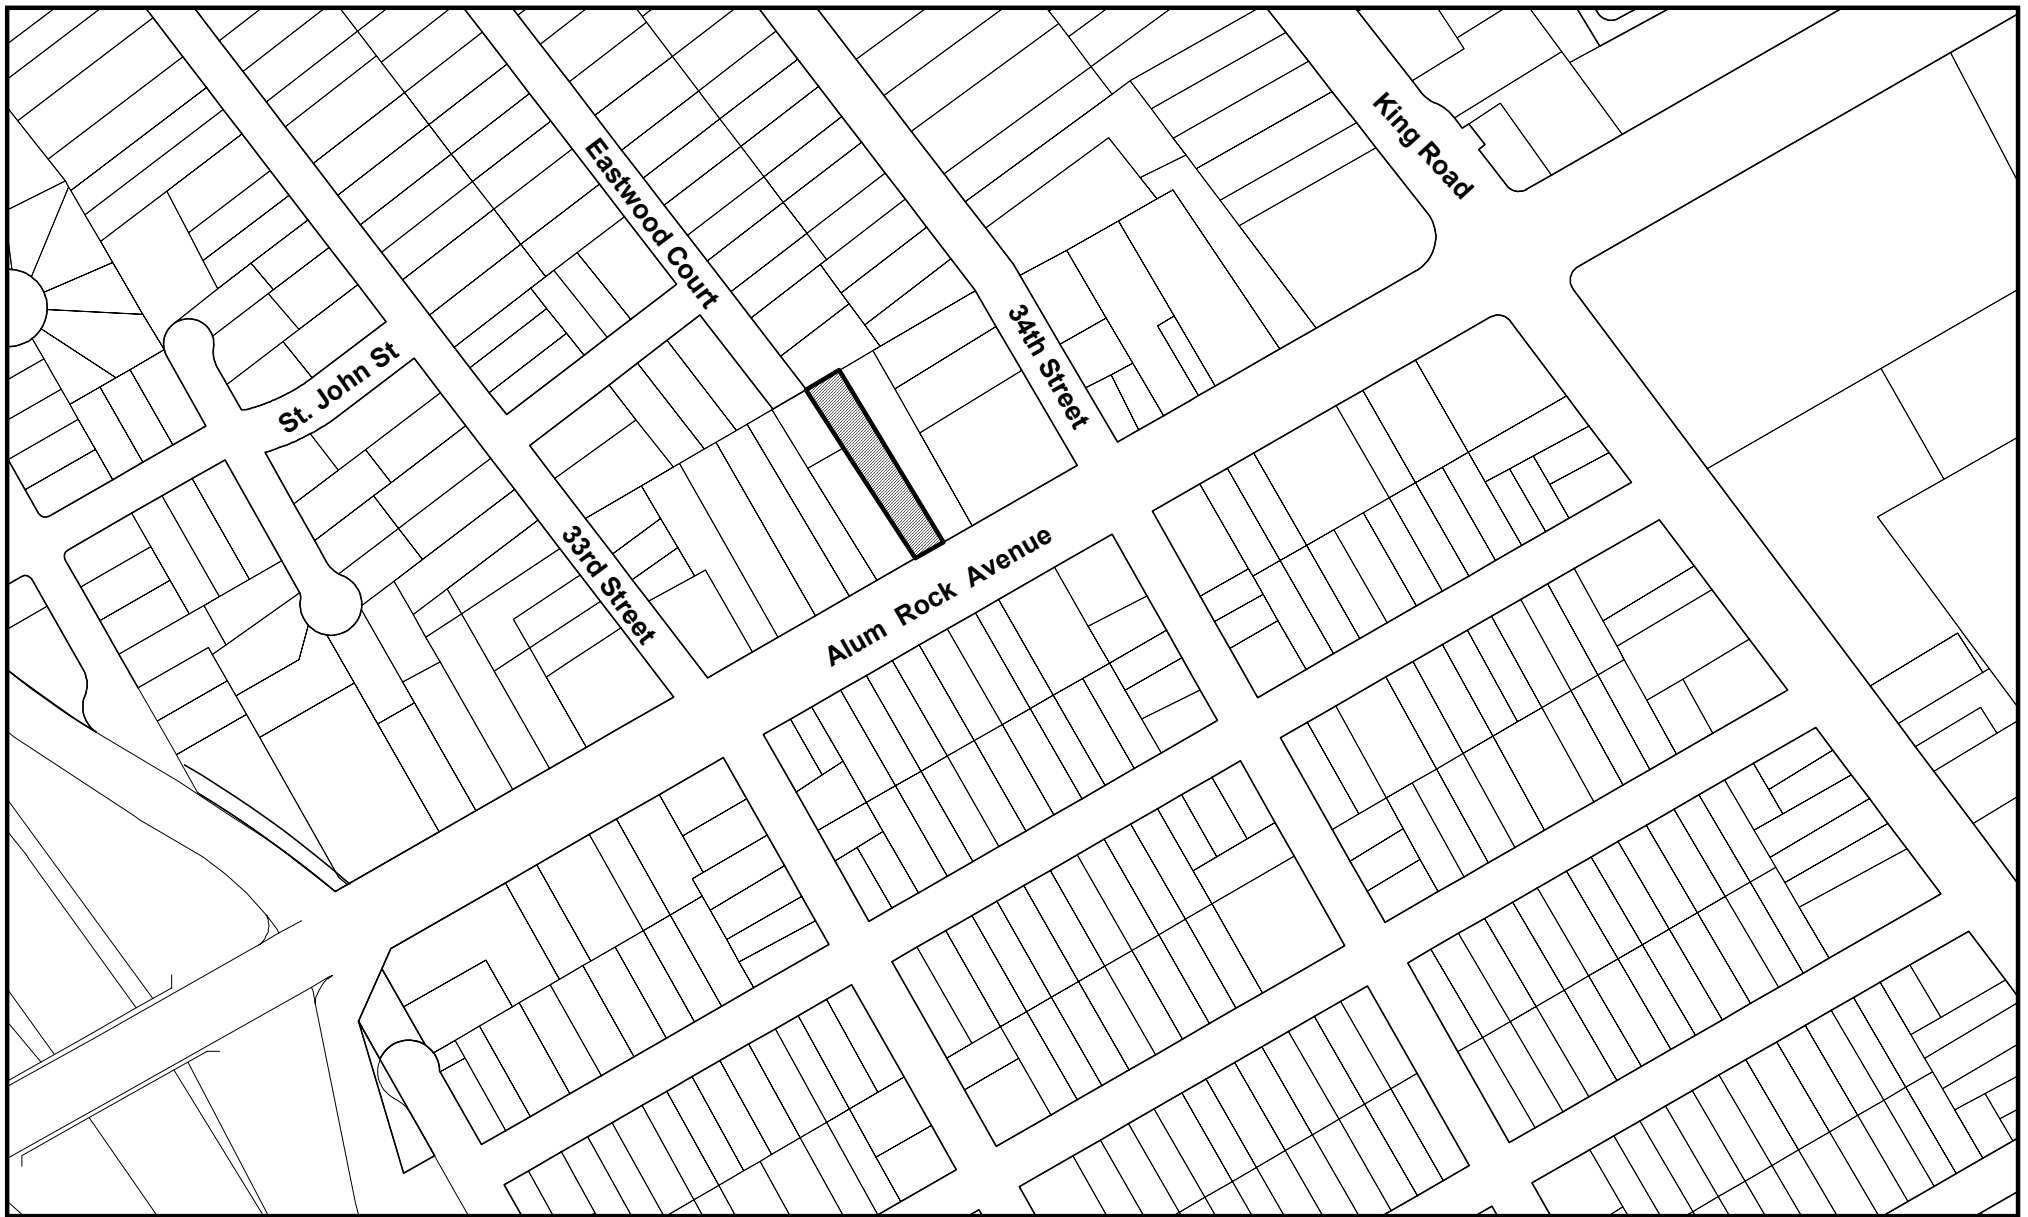 King Road
Eastwood Court
34th Street
St. John St
33rd Street
Alum Rock Avenue